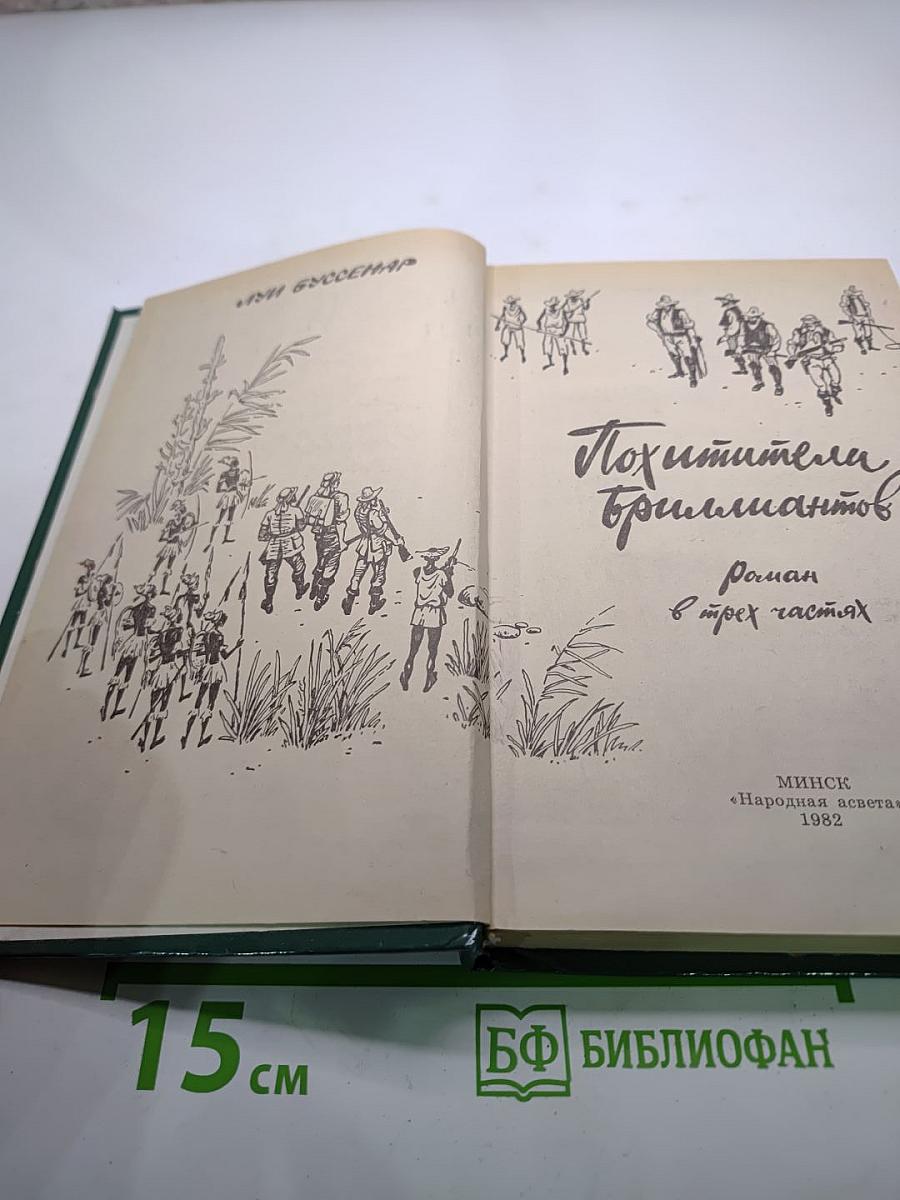 ЛУИ БУССЕНАР
Похитители
Бриллиантов
Роман
в трех частях
МИНСК
«Народная асвета»
1982
15 см
БФ БИБЛИОФАН